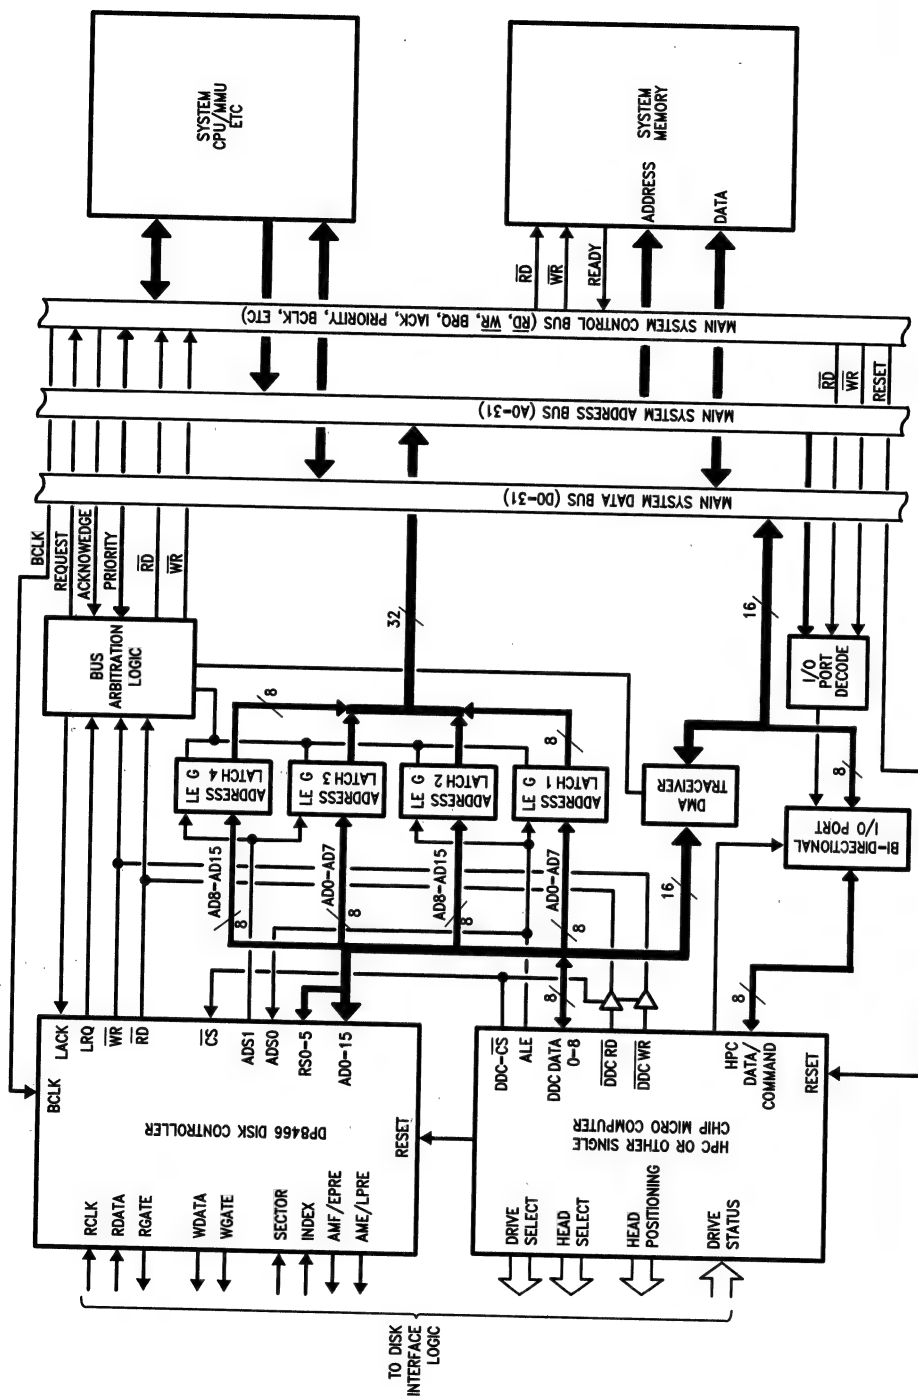 SYSTEM
CPU/MMU
ETC
SYSTEM
MEMORY
ADDRESS
DATA
RD
WR
READY
MAIN SYSTEM CONTROL BUS (RD, WR, BRQ, IACK, PRIORITY, BCLK, ETC)
RD
WR
RESET
MAIN SYSTEM ADDRESS BUS (A0-31)
MAIN SYSTEM DATA BUS (D0-31)
BCLK
REQUEST
ACKNOWEDGE
PRIORITY
RD
WR
32
16
BUS
ARBITRATION
LOGIC
I/O
PORT
DECODE
8
8
8
LE G
ADDRESS
LATCH 4
LE G
ADDRESS
LATCH 3
LE G
ADDRESS
LATCH 2
LE G
ADDRESS
LATCH 1
DMA
TRACEIVER
BI-DIRECTIONAL
I/O PORT
AD8-AD15
AD0-AD7
AD8-AD15
AD0-AD7
8
8
8
8
16
8
8
LACK
LRQ
WR
RD
CS
ADS1
ADS0
RS0-5
AD0-15
BCLK
DP8466 DISK CONTROLLER
RESET
RCLK
RDATA
RGATE
WDATA
WGATE
SECTOR
INDEX
AMF/EPRE
AME/LPRE
DDC-CS
ALE
DDC DATA
0-8
DDC RD
DDC WR
HPC
DATA/
COMMAND
RESET
HPC OR OTHER SINGLE
CHIP MICRO COMPUTER
DRIVE
SELECT
HEAD
SELECT
HEAD
POSITIONING
DRIVE
STATUS
TO DISK
INTERFACE
LOGIC